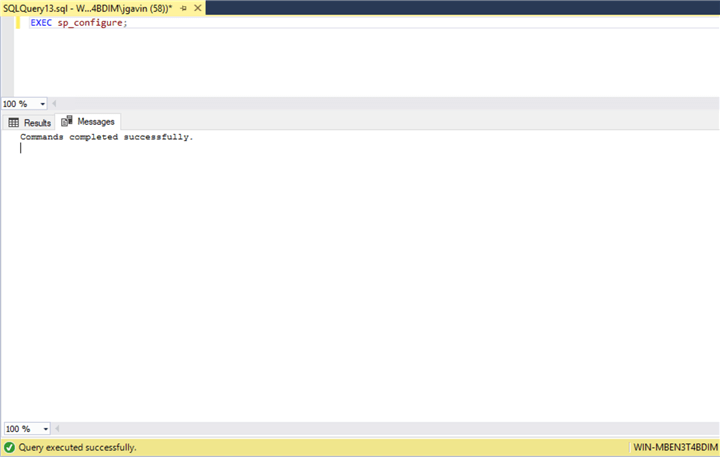 SQLQuery13.sql - W...4BDIM\jgavin (58))*
EXEC sp_configure;
100 %
Results Messages
Commands completed successfully.
100 %
Query executed successfully. WIN-MBEN3T4BDIM